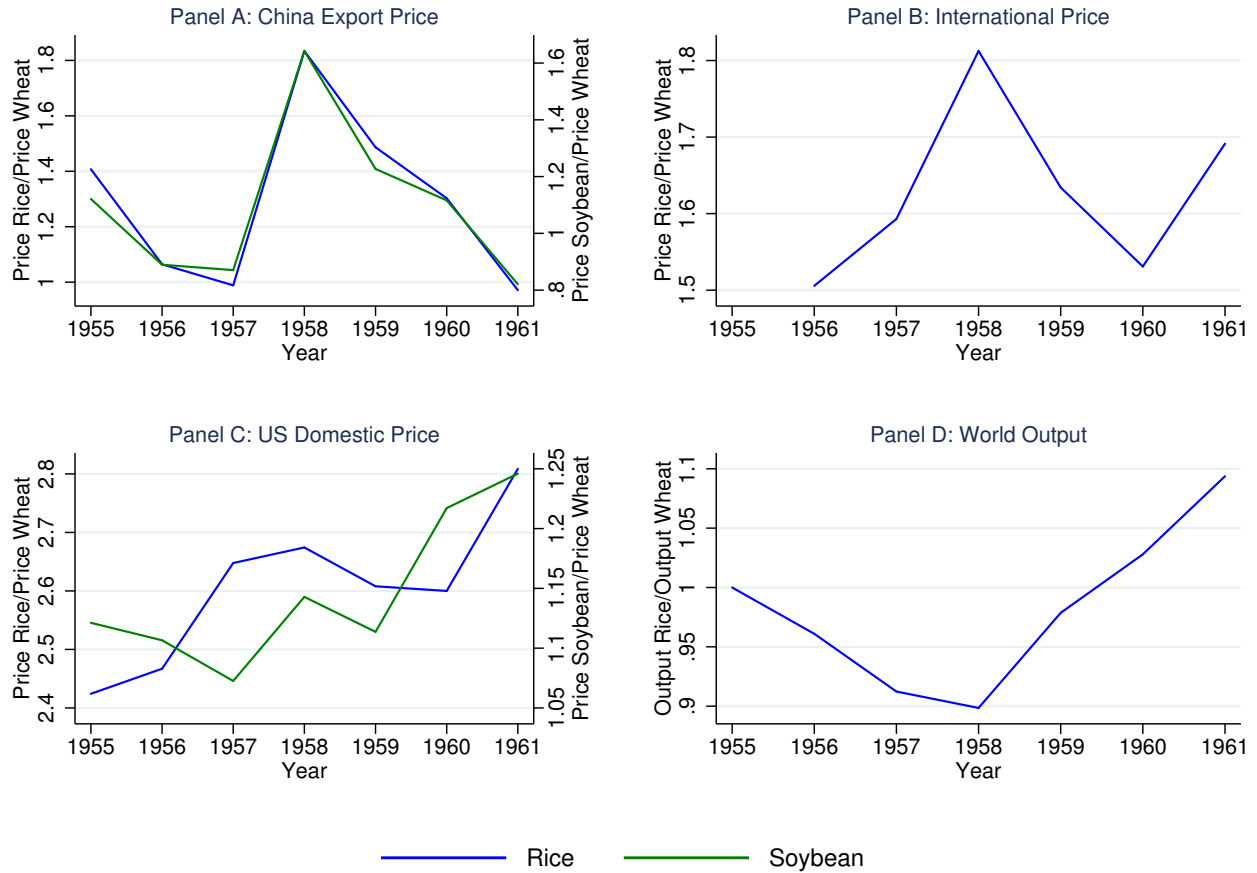 Panel A: China Export Price
Price Rice/Price Wheat
1.8
1.6
1.4
1.2
1
Price Soybean/Price Wheat
1.6
1.4
1.2
1
.8
1955 1956 1957 1958 1959 1960 1961
Year
Panel B: International Price
Price Rice/Price Wheat
1.8
1.7
1.6
1.5
1955 1956 1957 1958 1959 1960 1961
Year
Panel C: US Domestic Price
Price Rice/Price Wheat
2.8
2.7
2.6
2.5
2.4
Price Soybean/Price Wheat
1.25
1.2
1.15
1.1
1.05
1955 1956 1957 1958 1959 1960 1961
Year
Panel D: World Output
Output Rice/Output Wheat
1.1
1.05
1
.95
.9
1955 1956 1957 1958 1959 1960 1961
Year
Rice Soybean